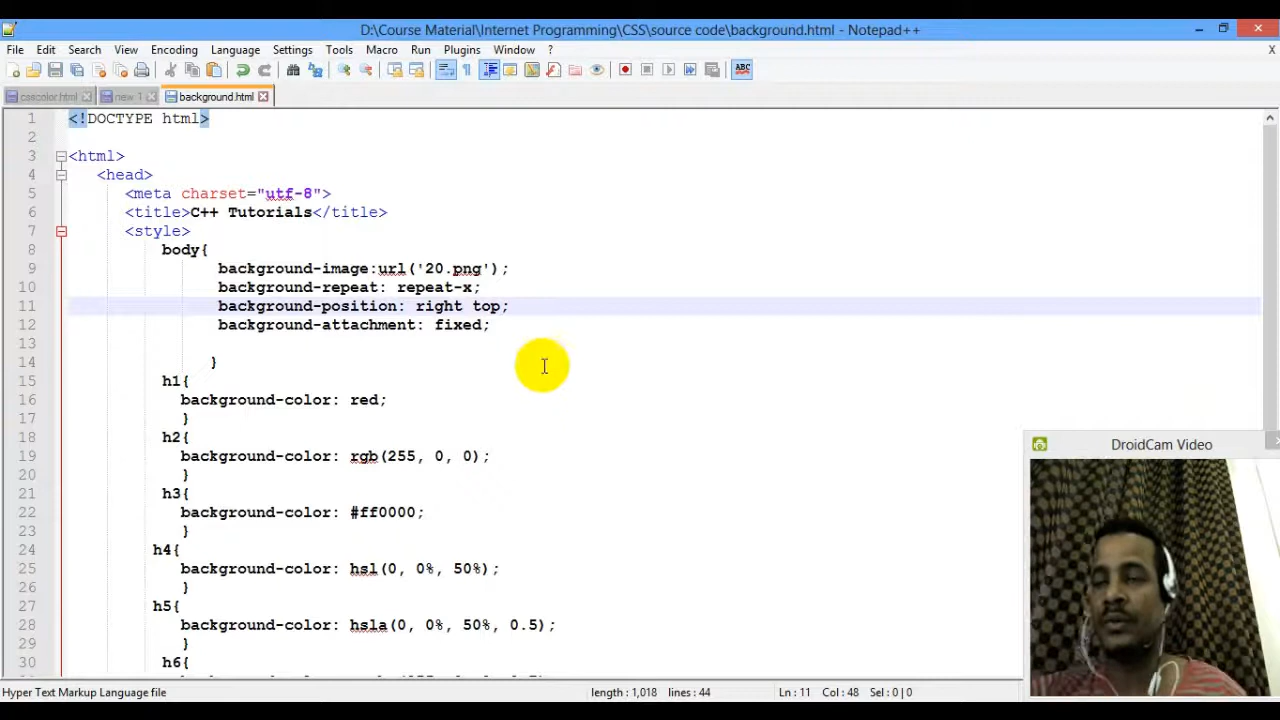 D:\Course Material\Internet Programming\CSS\source code\background.html - Notepad++
File Edit Search View Encoding Language Settings Tools Macro Run Plugins Window ? X
ABC
csscolor.html new 1 background.html
1 <!DOCTYPE html>
2
3 <html>
4 <head>
5 <meta charset="utf-8">
6 <title>C++ Tutorials</title>
7 <style>
8 body{
9 background-image:url('20.png');
10 background-repeat: repeat-x;
11 background-position: right top;
12 background-attachment: fixed;
13
14 }
15 h1{
16 background-color: red;
17 }
18 h2{
19 background-color: rgb(255, 0, 0);
20 }
21 h3{
22 background-color: #ff0000;
23 }
24 h4{
25 background-color: hsl(0, 0%, 50%);
26 }
27 h5{
28 background-color: hsla(0, 0%, 50%, 0.5);
29 }
30 h6{
DroidCam Video
Hyper Text Markup Language file length : 1,018 lines : 44 Ln : 11 Col : 48 Sel : 0 | 0